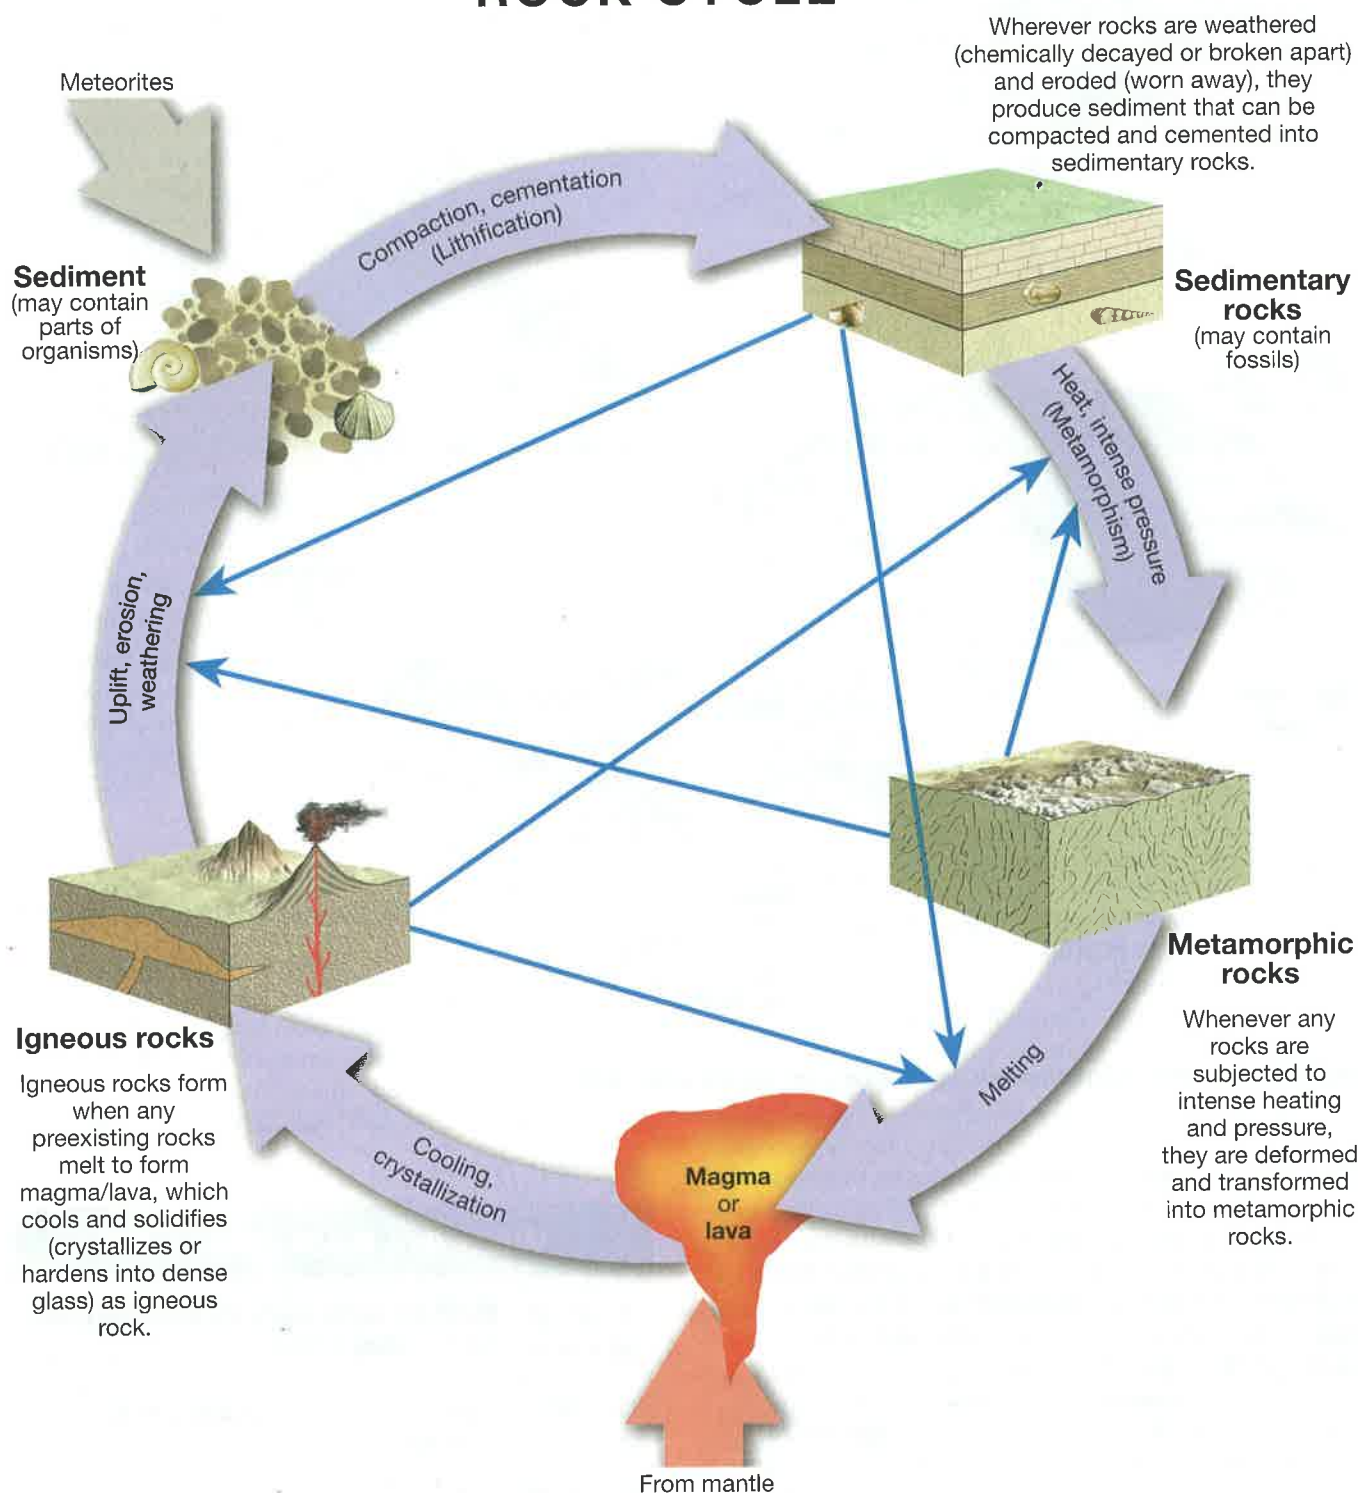 Wherever rocks are weathered
(chemically decayed or broken apart)
and eroded (worn away), they
produce sediment that can be
compacted and cemented into
sedimentary rocks.
Meteorites
Compaction, cementation
(Lithification)
Sediment
(may contain
parts of
organisms)
Sedimentary
rocks
(may contain
fossils)
Heat, intense pressure
(Metamorphism)
Uplift, erosion,
weathering
Metamorphic
rocks
Whenever any
rocks are
subjected to
intense heating
and pressure,
they are deformed
and transformed
into metamorphic
rocks.
Igneous rocks
Igneous rocks form
when any
preexisting rocks
melt to form
magma/lava, which
cools and solidifies
(crystallizes or
hardens into dense
glass) as igneous
rock.
Melting
Cooling,
crystallization
Magma
or
lava
From mantle